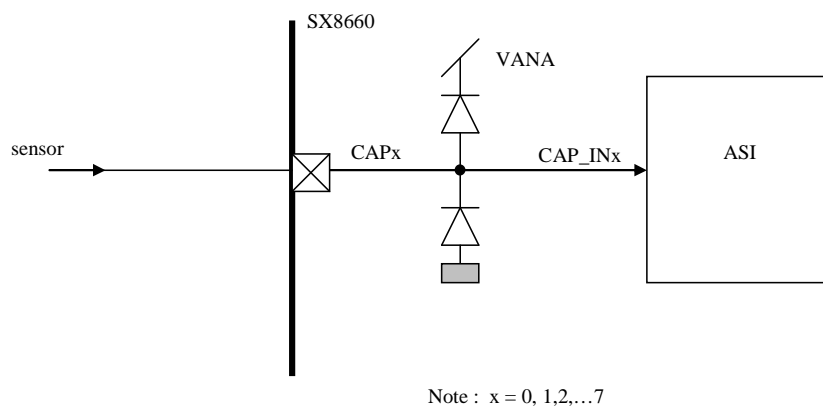 SX8660
VANA
sensor
CAPx
CAP_INx
ASI
Note : x = 0, 1,2,…7